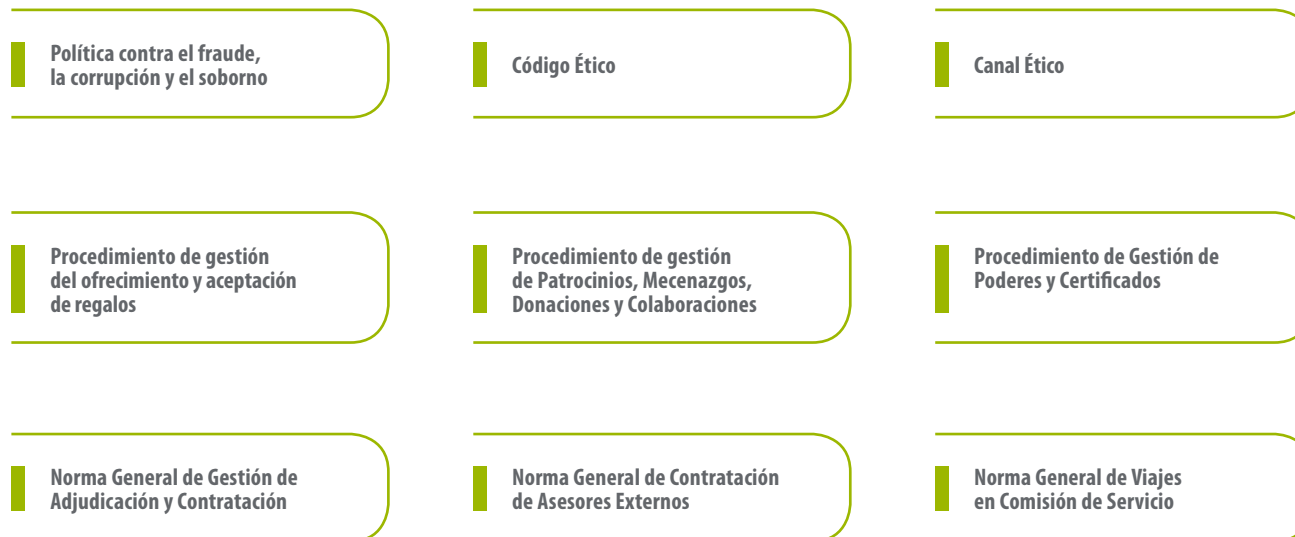 Política contra el fraude,
la corrupción y el soborno
Código Ético
Canal Ético
Procedimiento de gestión
del ofrecimiento y aceptación
de regalos
Procedimiento de gestión
de Patrocinios, Mecenazgos,
Donaciones y Colaboraciones
Procedimiento de Gestión de
Poderes y Certificados
Norma General de Gestión de
Adjudicación y Contratación
Norma General de Contratación
de Asesores Externos
Norma General de Viajes
en Comisión de Servicio